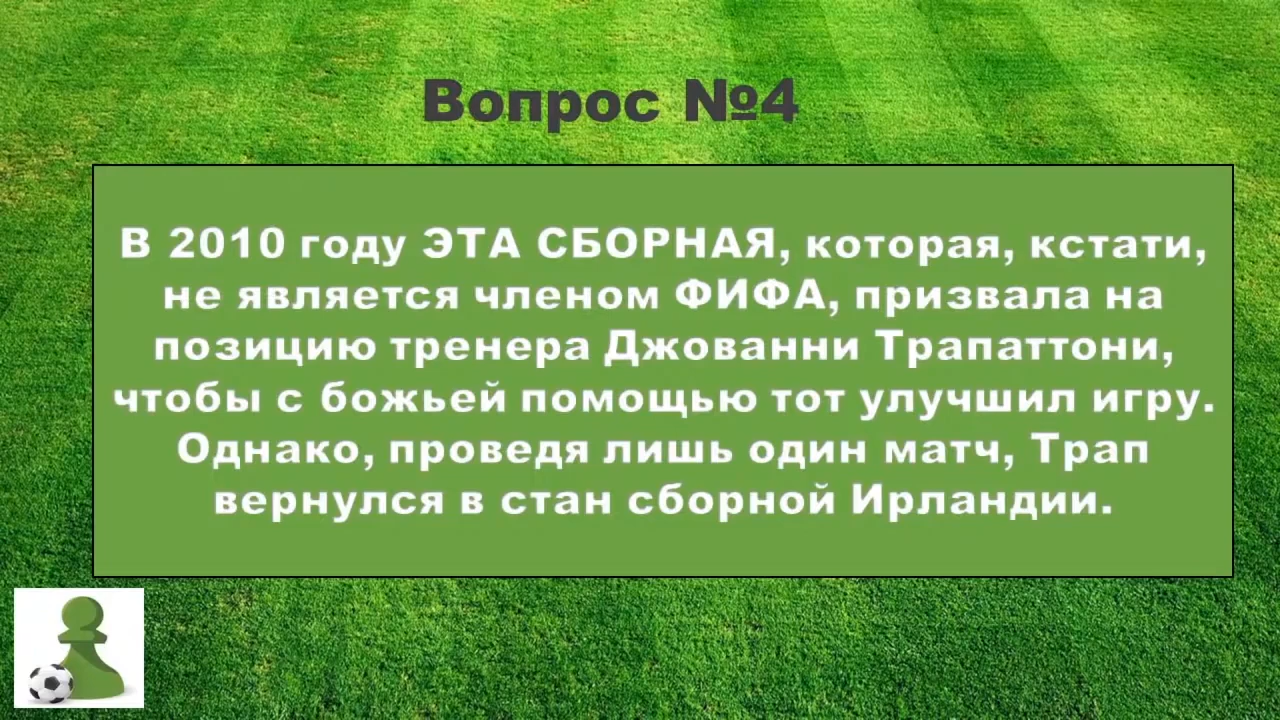 Вопрос №4
В 2010 году ЭТА СБОРНАЯ, которая, кстати,
не является членом ФИФА, призвала на
позицию тренера Джованни Трапаттони,
чтобы с божьей помощью тот улучшил игру.
Однако, проведя лишь один матч, Трап
вернулся в стан сборной Ирландии.